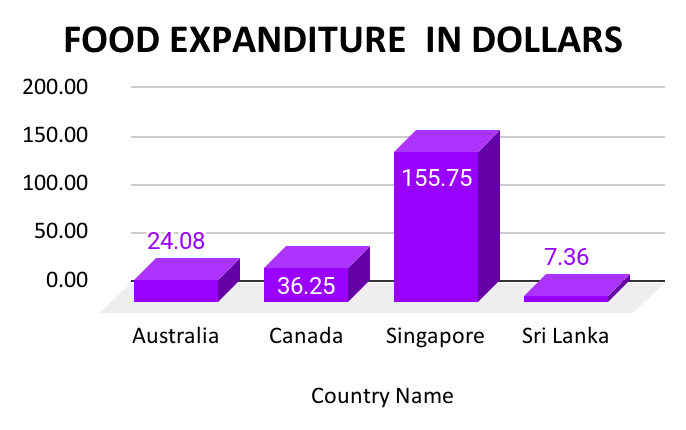 FOOD EXPANDITURE IN DOLLARS
200.00
150.00
100.00
50.00
0.00
24.08
36.25
155.75
7.36
Australia
Canada
Singapore
Sri Lanka
Country Name